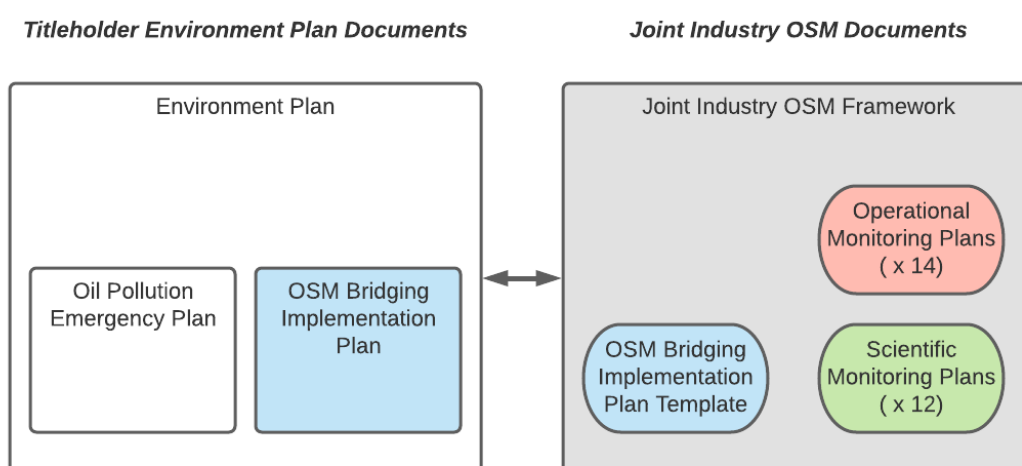 Titleholder Environment Plan Documents
Joint Industry OSM Documents
Environment Plan
Oil Pollution
Emergency Plan
OSM Bridging
Implementation
Plan
Joint Industry OSM Framework
Operational
Monitoring Plans
( x 14)
OSM Bridging
Implementation
Plan Template
Scientific
Monitoring Plans
( x 12)